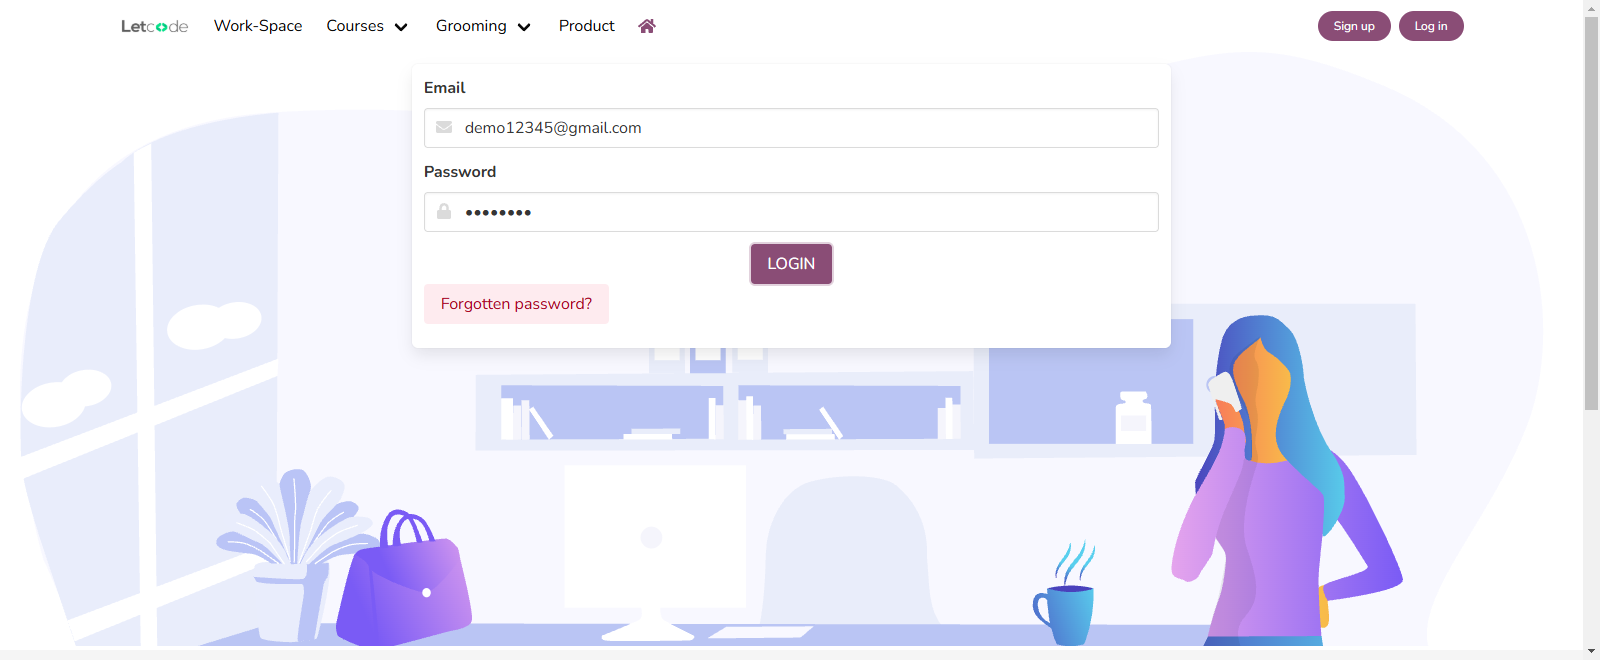 Letcode Work-Space Courses Grooming Product Sign up Log in
Email
demo12345@gmail.com
Password
••••••••
LOGIN
Forgotten password?